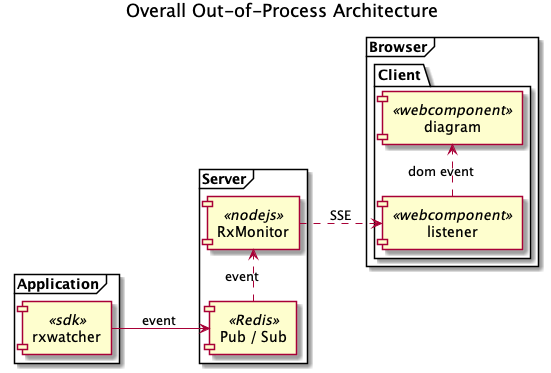 Overall Out-of-Process Architecture
Browser
Client
«webcomponent»
diagram
dom event
«webcomponent»
listener
Server
«nodejs»
RxMonitor
SSE
event
«Redis»
Pub / Sub
Application
«sdk»
rxwatcher
event